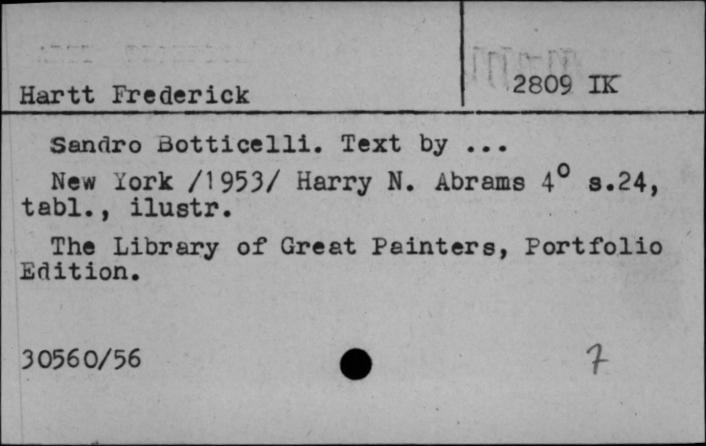 2809 IK
Hartt Frederick
Sandro Botticelli. Text by ...
New York /1953/ Harry N. Abrams 4° s.24,
tabl., ilustr.
The Library of Great Painters, Portfolio
Edition.
30560/56
7